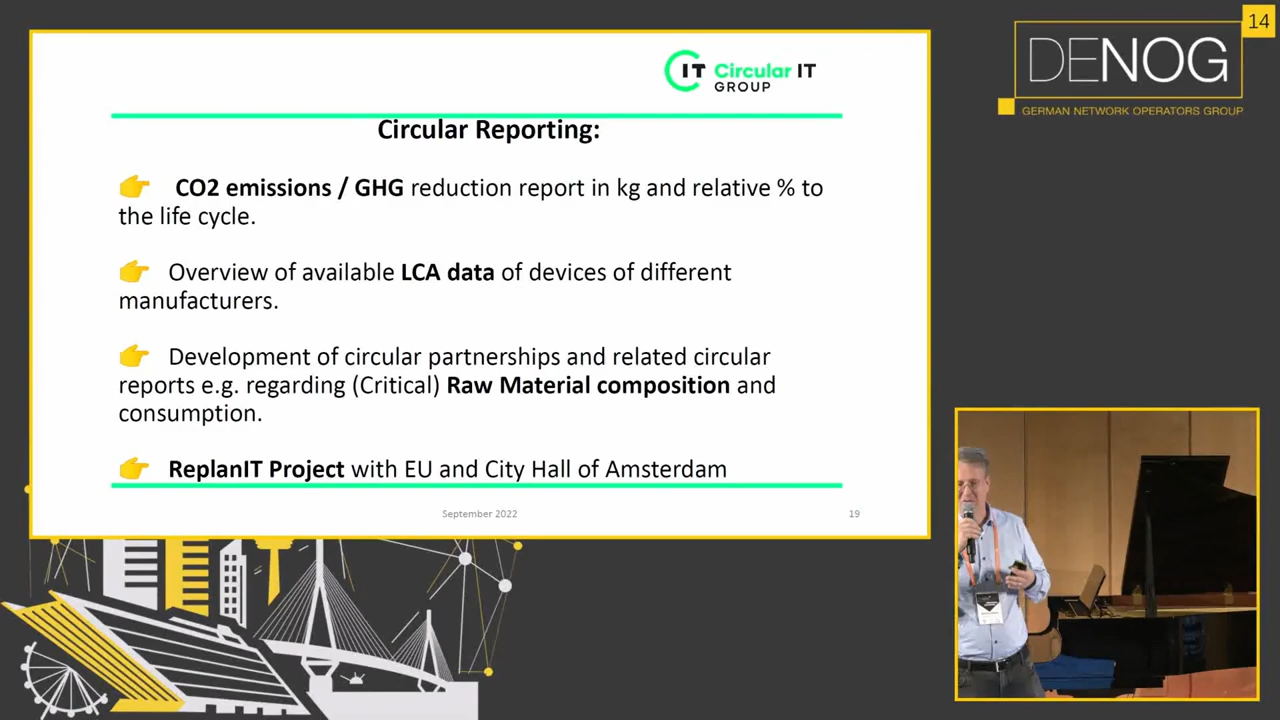 IT Circular IT
GROUP
Circular Reporting:
👉 CO2 emissions / GHG reduction report in kg and relative % to
the life cycle.
👉 Overview of available LCA data of devices of different
manufacturers.
👉 Development of circular partnerships and related circular
reports e.g. regarding (Critical) Raw Material composition and
consumption.
👉 ReplanIT Project with EU and City Hall of Amsterdam
September 2022
19
14
DENOG
GERMAN NETWORK OPERATORS GROUP